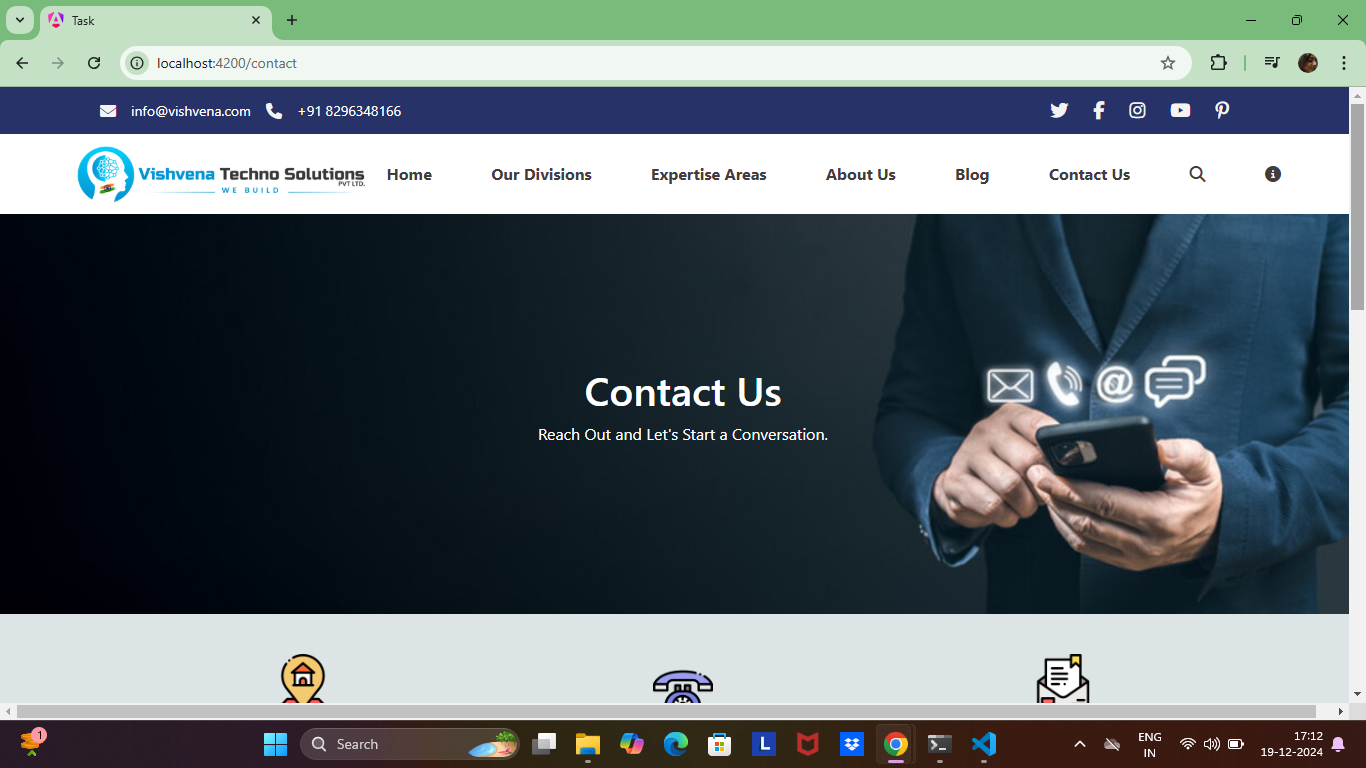 Task
localhost:4200/contact
info@vishvena.com +91 8296348166
Vishvena Techno Solutions
PVT LTD.
WE BUILD
Home Our Divisions Expertise Areas About Us Blog Contact Us
Contact Us
Reach Out and Let's Start a Conversation.
1
Search
L
ENG
IN
17:12
19-12-2024